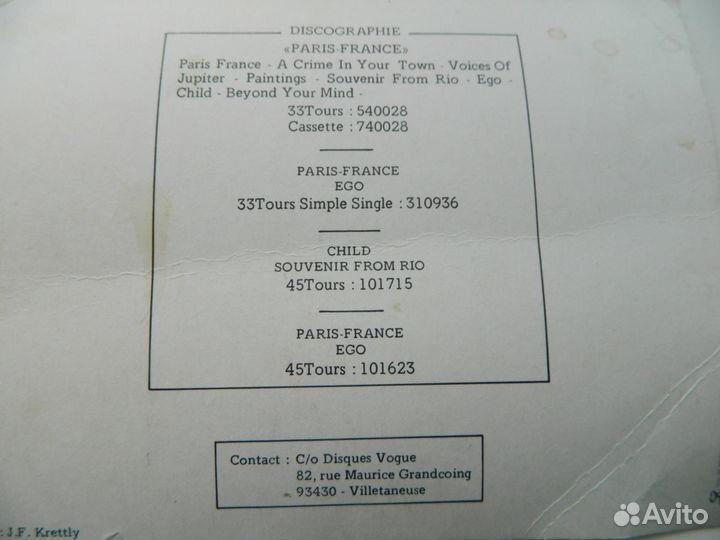 DISCOGRAPHIE
«PARIS-FRANCE»
Paris France - A Crime In Your Town - Voices Of
Jupiter - Paintings - Souvenir From Rio - Ego -
Child - Beyond Your Mind -
33Tours : 540028
Cassette : 740028
PARIS-FRANCE
EGO
33Tours Simple Single : 310936
CHILD
SOUVENIR FROM RIO
45Tours : 101715
PARIS-FRANCE
EGO
45Tours : 101623
Contact : C/o Disques Vogue
82, rue Maurice Grandcoing
93430 - Villetaneuse
: J.F. Krettly
Avito